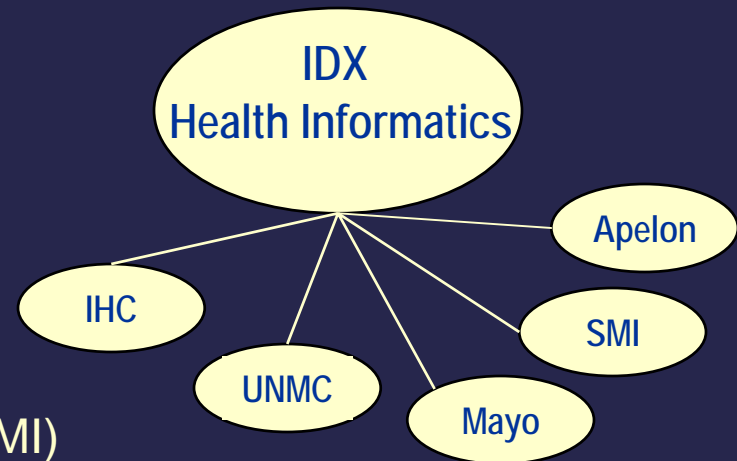 IDX
Health Informatics
Apelon
IHC
SMI
UNMC
Mayo
MI)